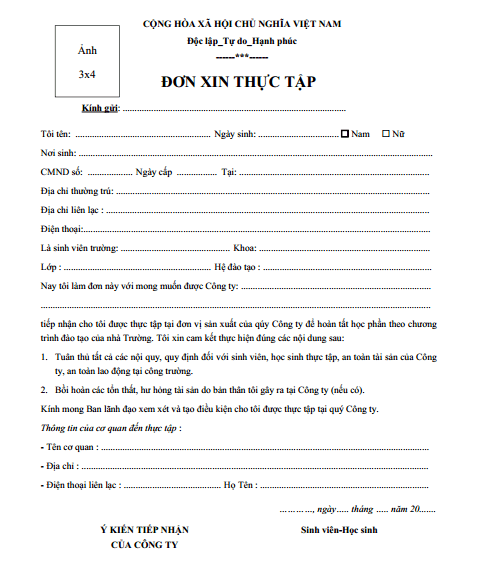 CỘNG HÒA XÃ HỘI CHỦ NGHĨA VIỆT NAM
Độc lập_Tự do_Hạnh phúc
------***------
Ảnh
3x4
ĐƠN XIN THỰC TẬP
Kính gửi: ................................................................................
Tôi tên: .................................................. Ngày sinh: .............................. Nam Nữ
Nơi sinh: ................................................................................
CMND số: ................. Ngày cấp ............... Tại: ........................................
Địa chỉ thường trú: ................................................................................
Địa chỉ liên lạc : ................................................................................
Điện thoại:................................................................................
Là sinh viên trường: ........................................ Khoa: ........................................
Lớp : .................................................. Hệ đào tạo : ........................................
Nay tôi làm đơn này với mong muốn được Công ty: ........................................
................................................................................
tiếp nhận cho tôi được thực tập tại đơn vị sản xuất của qúy Công ty để hoàn tất học phần theo chương
trình đào tạo của nhà Trường. Tôi xin cam kết thực hiện đúng các nội dung sau:
1. Tuân thủ tất cả các nội quy, quy định đối với sinh viên, học sinh thực tập, an toàn tài sản của Công
ty, an toàn lao động tại công trường.
2. Bồi hoàn các tổn thất, hư hỏng tài sản do bản thân tôi gây ra tại Công ty (nếu có).
Kính mong Ban lãnh đạo xem xét và tạo điều kiện cho tôi được thực tập tại quý Công ty.
Thông tin của cơ quan đến thực tập :
- Tên cơ quan : ................................................................................
- Địa chỉ : ................................................................................
- Điện thoại liên lạc : ................................... Họ Tên : ........................................
............, ngày..... tháng ..... năm 20.......
Ý KIẾN TIẾP NHẬN
CỦA CÔNG TY
Sinh viên-Học sinh